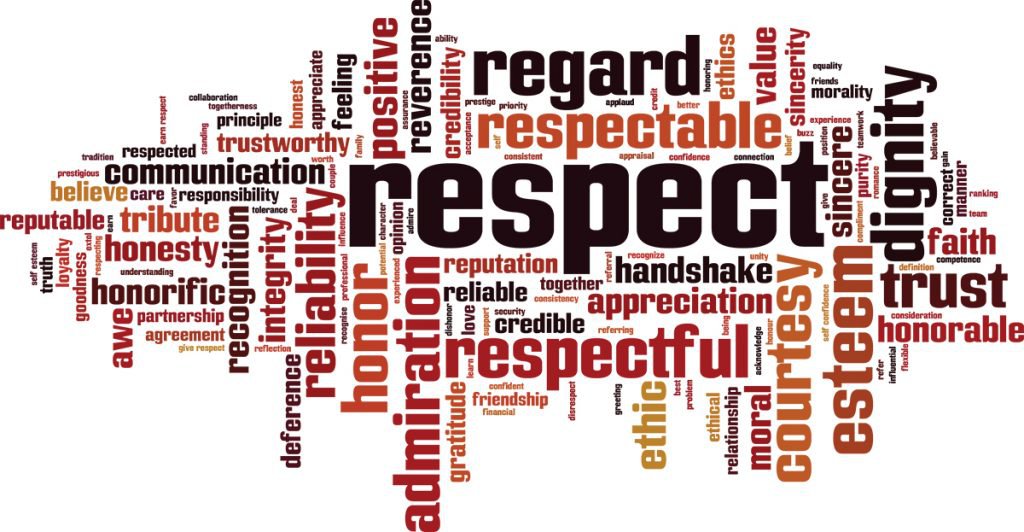 respect
regard
respectable
respectful
reverence
positive
credibility
ability
assurance
acceptance
prestige
priority
applaud
honoring
ethics
value
sincerity
equality
friends
morality
credit
better
self
consistent
appraisal
confidence
connection
belief
buzz
experience
position
teamwork
dignity
believable
sincere
purity
compliment
romance
give
correct
gain
manner
ranking
team
faith
competence
definition
trust
consideration
honorable
esteem
self confidence
refer
influential
flexible
courtesy
honour
acknowledge
being
moral
relationship
ethical
problem
best
ethic
greeting
disrespect
referring
appreciation
handshake
recognize
unity
referral
together
consistency
reputation
reliable
security
credible
support
love
dishonor
learn
confident
friendship
financial
gratitude
admiration
experienced
potential
honor
opinion
admire
character
influence
professional
recognise
reliability
deference
integrity
reflection
recognition
deal
tolerance
couple
worth
family
feeling
appreciate
honest
collaboration
togetherness
principle
earn respect
standing
trustworthy
respected
tradition
communication
prestigious
believe
care
favor
responsibility
reputable
tribute
earn
extol
honesty
respecting
understanding
self esteem
truth
loyalty
goodness
honorific
awe
partnership
agreement
give respect